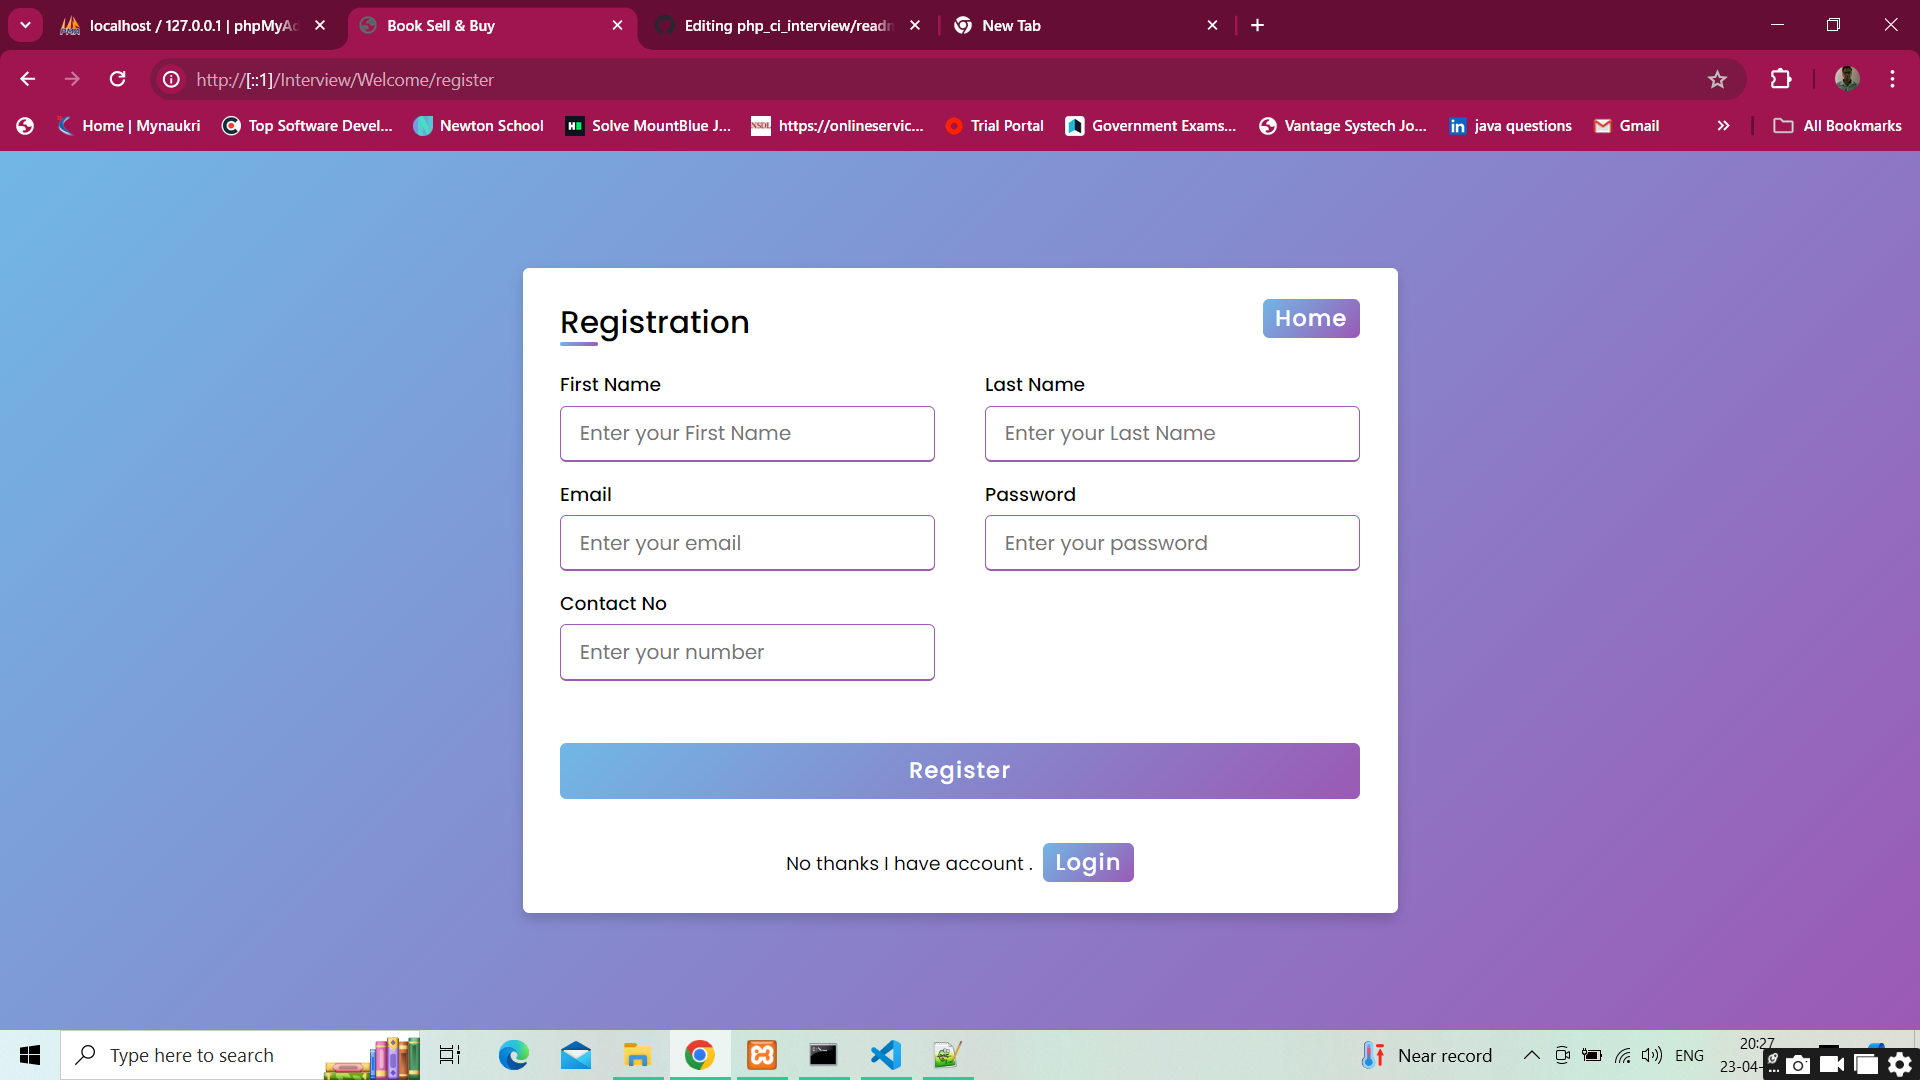 localhost / 127.0.0.1 | phpMyAd
Book Sell & Buy
Editing php_ci_interview/readn
New Tab
http://[::1]/Interview/Welcome/register
Home | Mynaukri
Top Software Devel...
Newton School
Solve MountBlue J...
https://onlineservic...
Trial Portal
Government Exams...
Vantage Systech Jo...
java questions
Gmail
All Bookmarks
Registration
Home
First Name
Last Name
Enter your First Name
Enter your Last Name
Email
Password
Enter your email
Enter your password
Contact No
Enter your number
Register
No thanks I have account .
Login
Type here to search
Near record
ENG
20:27
23-04-